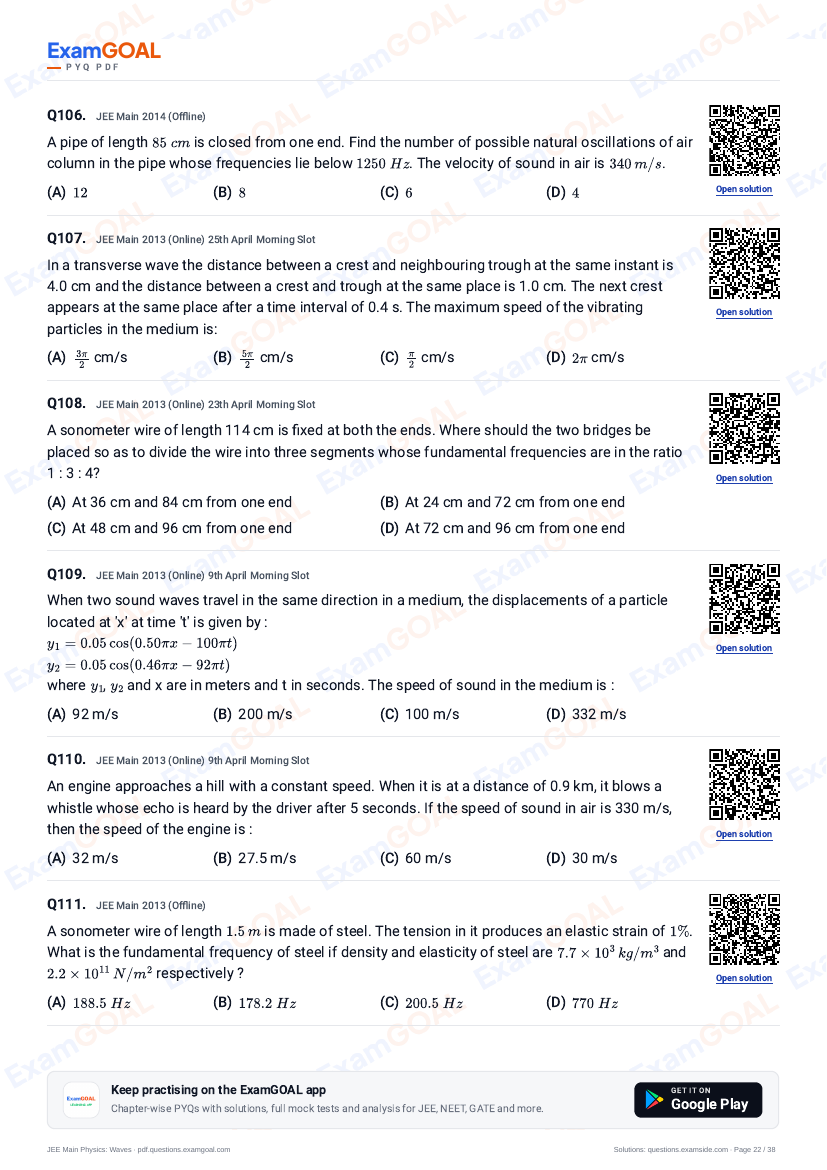 ExamGOAL
PYQ PDF
Q106. JEE Main 2014 (Offline)
A pipe of length 85 cm is closed from one end. Find the number of possible natural oscillations of air
column in the pipe whose frequencies lie below 1250 Hz. The velocity of sound in air is 340 m/s.
(A) 12 (B) 8 (C) 6 (D) 4
Open solution
Q107. JEE Main 2013 (Online) 25th April Morning Slot
In a transverse wave the distance between a crest and neighbouring trough at the same instant is
4.0 cm and the distance between a crest and trough at the same place is 1.0 cm. The next crest
appears at the same place after a time interval of 0.4 s. The maximum speed of the vibrating
particles in the medium is:
(A) 3π/2 cm/s (B) 5π/2 cm/s (C) π/2 cm/s (D) 2π cm/s
Open solution
Q108. JEE Main 2013 (Online) 23th April Morning Slot
A sonometer wire of length 114 cm is fixed at both the ends. Where should the two bridges be
placed so as to divide the wire into three segments whose fundamental frequencies are in the ratio
1 : 3 : 4?
(A) At 36 cm and 84 cm from one end (B) At 24 cm and 72 cm from one end
(C) At 48 cm and 96 cm from one end (D) At 72 cm and 96 cm from one end
Open solution
Q109. JEE Main 2013 (Online) 9th April Morning Slot
When two sound waves travel in the same direction in a medium, the displacements of a particle
located at 'x' at time 't' is given by :
y₁ = 0.05 cos(0.50πx − 100πt)
y₂ = 0.05 cos(0.46πx − 92πt)
where y₁, y₂ and x are in meters and t in seconds. The speed of sound in the medium is :
(A) 92 m/s (B) 200 m/s (C) 100 m/s (D) 332 m/s
Open solution
Q110. JEE Main 2013 (Online) 9th April Morning Slot
An engine approaches a hill with a constant speed. When it is at a distance of 0.9 km, it blows a
whistle whose echo is heard by the driver after 5 seconds. If the speed of sound in air is 330 m/s,
then the speed of the engine is :
(A) 32 m/s (B) 27.5 m/s (C) 60 m/s (D) 30 m/s
Open solution
Q111. JEE Main 2013 (Offline)
A sonometer wire of length 1.5 m is made of steel. The tension in it produces an elastic strain of 1%.
What is the fundamental frequency of steel if density and elasticity of steel are 7.7 × 10³ kg/m³ and
2.2 × 10¹¹ N/m² respectively ?
(A) 188.5 Hz (B) 178.2 Hz (C) 200.5 Hz (D) 770 Hz
Open solution
ExamGOAL
Keep practising on the ExamGOAL app
Chapter-wise PYQs with solutions, full mock tests and analysis for JEE, NEET, GATE and more.
GET IT ON
Google Play
JEE Main Physics: Waves · pdf.questions.examgoal.com Solutions: questions.examside.com · Page 22 / 38